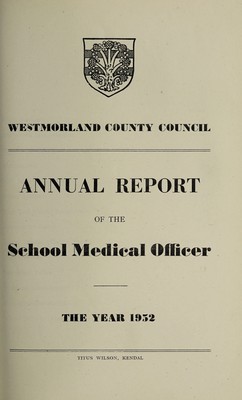 WESTMORLAND COUNTY COUNCIL
ANNUAL REPORT
OF THE
School Medical Officer
THE YEAR 1952
TITUS WILSON, KENDAL